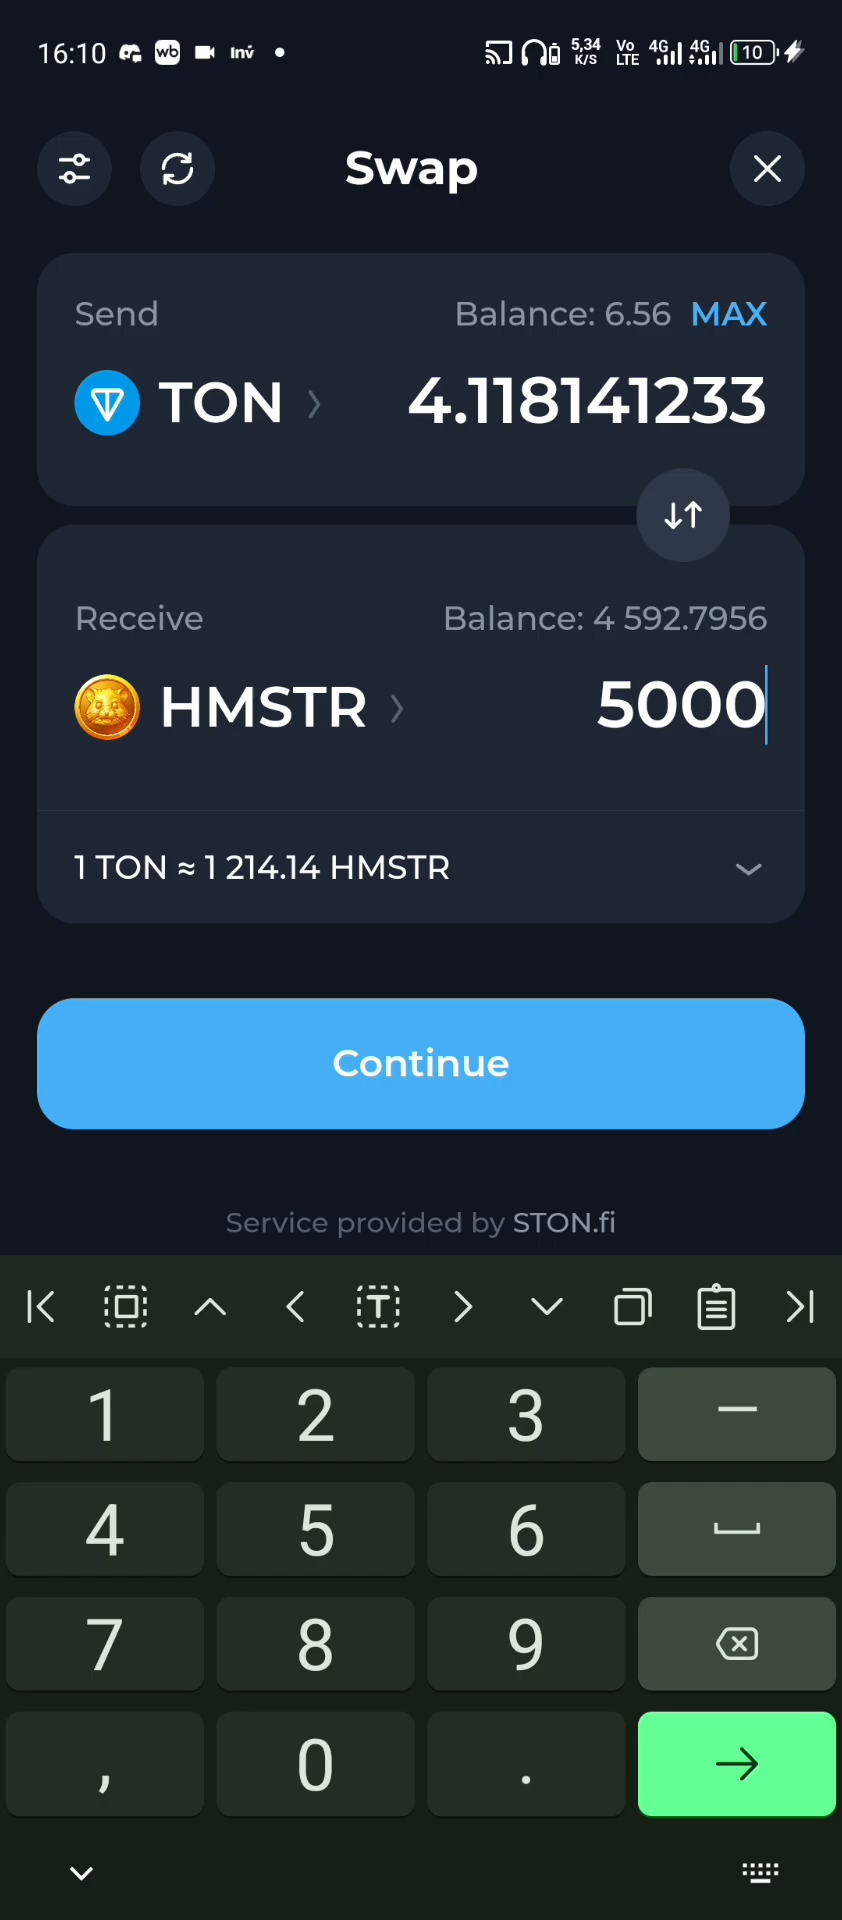 16:10 wb Inv 5,34 K/S Vo LTE 4G 4G 10
Swap
Send Balance: 6.56 MAX
TON 4.118141233
Receive Balance: 4 592.7956
HMSTR 5000
1 TON ≈ 1 214.14 HMSTR
Continue
Service provided by STON.fi
T
1 2 3 –
4 5 6
7 8 9
, 0 .